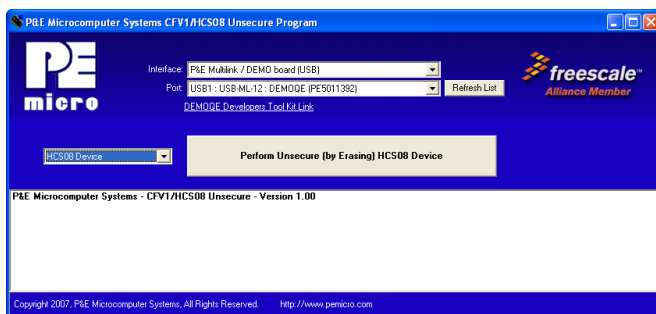 P&E Microcomputer Systems CFV1/HCS08 Unsecure Program
PE
micro
Interface: P&E Multilink / DEMO board (USB)
Port: USB1 : USB-ML-12 : DEMOQE (PE5011392)
Refresh List
DEMOQE Developers Tool Kit Link
freescale™
Alliance Member
HCS08 Device
Perform Unsecure (by Erasing) HCS08 Device
P&E Microcomputer Systems - CFV1/HCS08 Unsecure - Version 1.00
Copyright 2007, P&E Microcomputer Systems, All Rights Reserved. http://www.pemicro.com